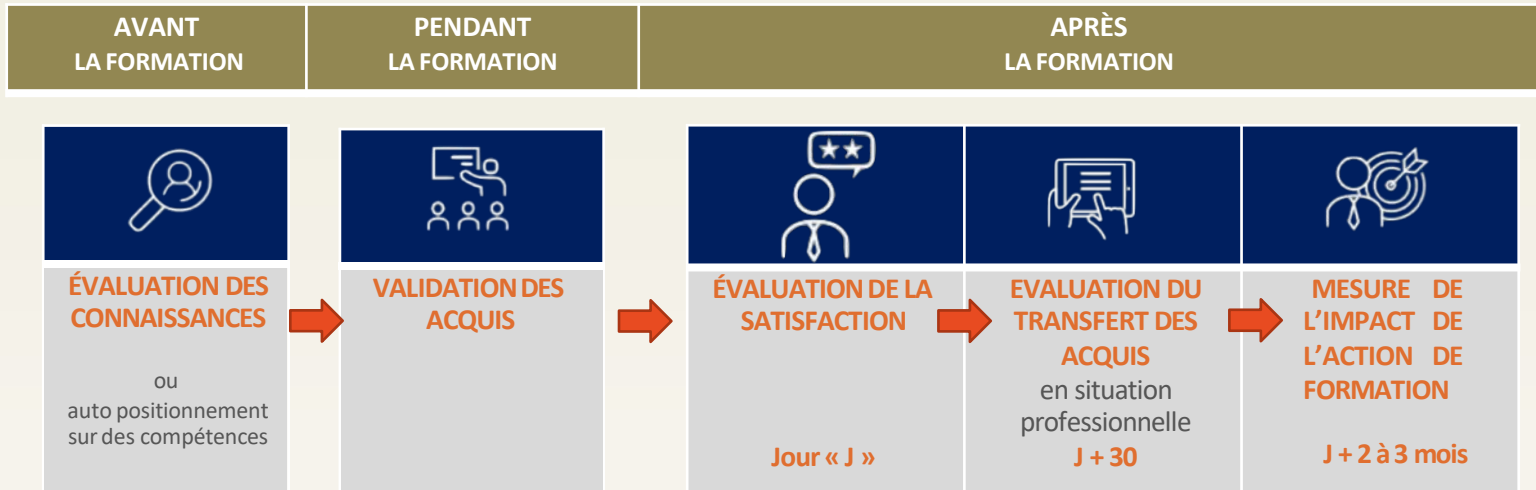 AVANT
LA FORMATION
PENDANT
LA FORMATION
APRÈS
LA FORMATION
ÉVALUATION DES
CONNAISSANCES
ou
auto positionnement
sur des compétences
VALIDATION DES
ACQUIS
ÉVALUATION DE LA
SATISFACTION
Jour « J »
EVALUATION DU
TRANSFERT DES
ACQUIS
en situation
professionnelle
J + 30
MESURE DE
L’IMPACT DE
L’ACTION DE
FORMATION
J + 2 à 3 mois